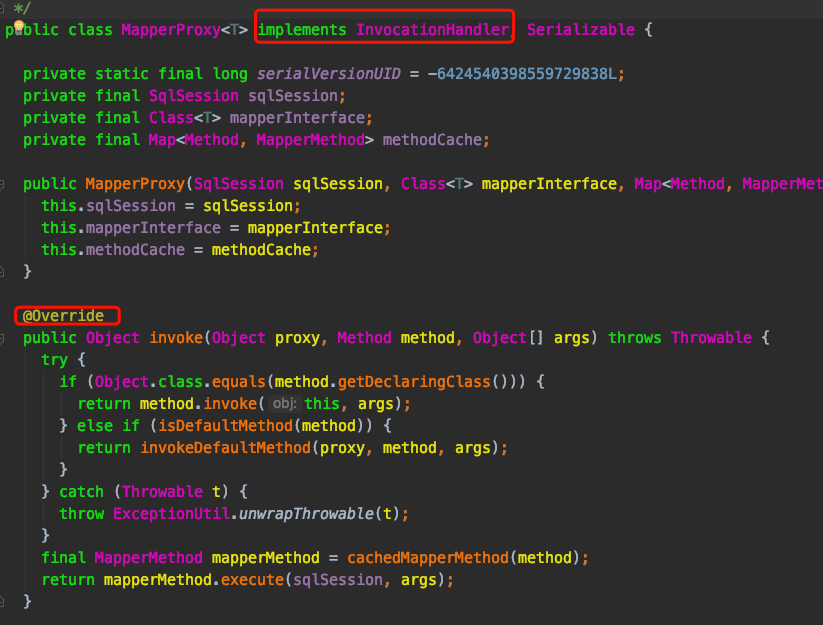 */
public class MapperProxy<T> implements InvocationHandler, Serializable {
private static final long serialVersionUID = -6424540398559729838L;
private final SqlSession sqlSession;
private final Class<T> mapperInterface;
private final Map<Method, MapperMethod> methodCache;
public MapperProxy(SqlSession sqlSession, Class<T> mapperInterface, Map<Method, MapperMet
this.sqlSession = sqlSession;
this.mapperInterface = mapperInterface;
this.methodCache = methodCache;
}
@Override
public Object invoke(Object proxy, Method method, Object[] args) throws Throwable {
try {
if (Object.class.equals(method.getDeclaringClass())) {
return method.invoke( obj: this, args);
} else if (isDefaultMethod(method)) {
return invokeDefaultMethod(proxy, method, args);
}
} catch (Throwable t) {
throw ExceptionUtil.unwrapThrowable(t);
}
final MapperMethod mapperMethod = cachedMapperMethod(method);
return mapperMethod.execute(sqlSession, args);
}